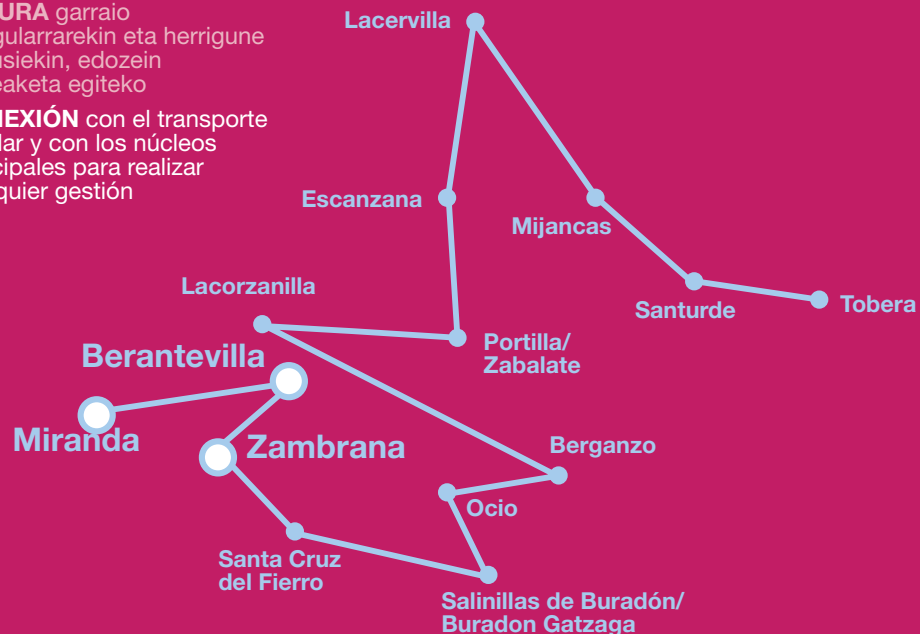 URA garraio
gularrarekin eta herrigune
usiekin, edozein
eaketa egiteko
NEXIÓN con el transporte
lar y con los núcleos
cipales para realizar
quier gestión
Lacervilla
Escanzana
Mijancas
Lacorzanilla
Santurde
Tobera
Portilla/
Zabalate
Berantevilla
Miranda
Zambrana
Berganzo
Ocio
Santa Cruz
del Fierro
Salinillas de Buradón/
Buradon Gatzaga